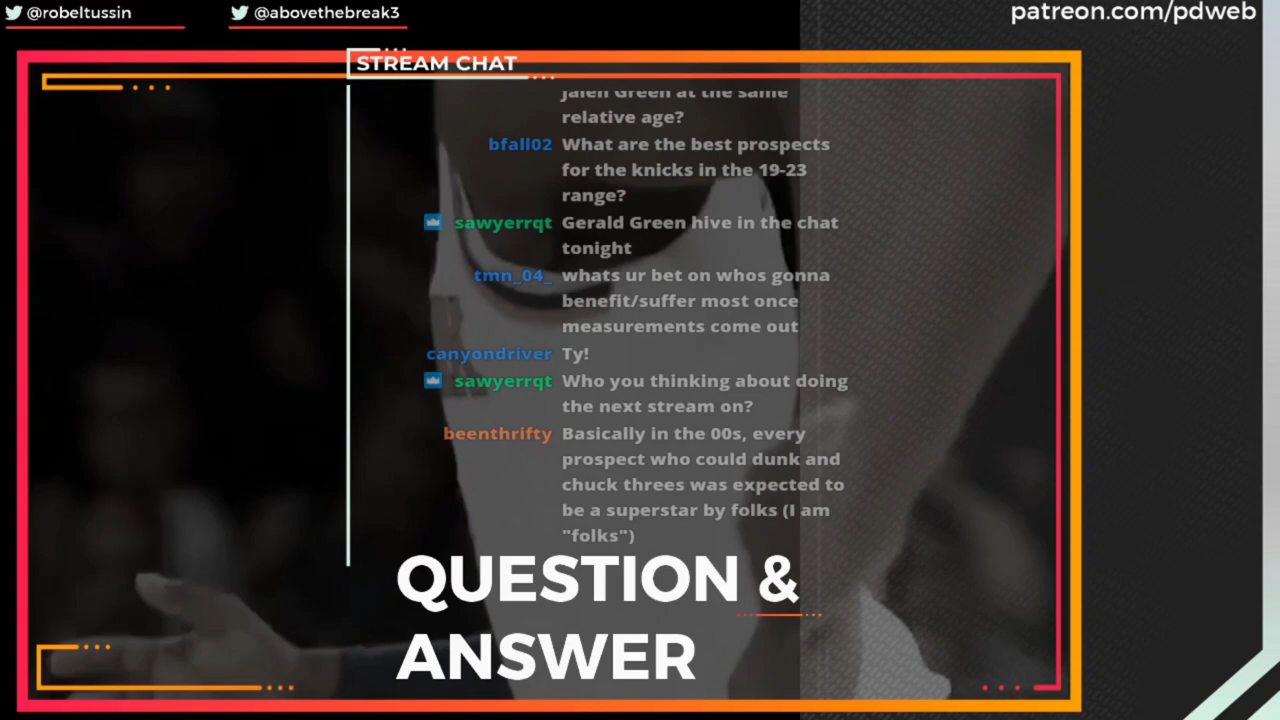 @robeltussin @abovethebreak3 patreon.com/pdweb
STREAM CHAT
Jalen Green at the same
relative age?
bfall02 What are the best prospects
for the knicks in the 19-23
range?
sawyerrqt Gerald Green hive in the chat
tonight
tmn_04_ whats ur bet on whos gonna
benefit/suffer most once
measurements come out
canyondriver Ty!
sawyerrqt Who you thinking about doing
the next stream on?
beenthrifty Basically in the 00s, every
prospect who could dunk and
chuck threes was expected to
be a superstar by folks (I am
"folks")
QUESTION &
ANSWER